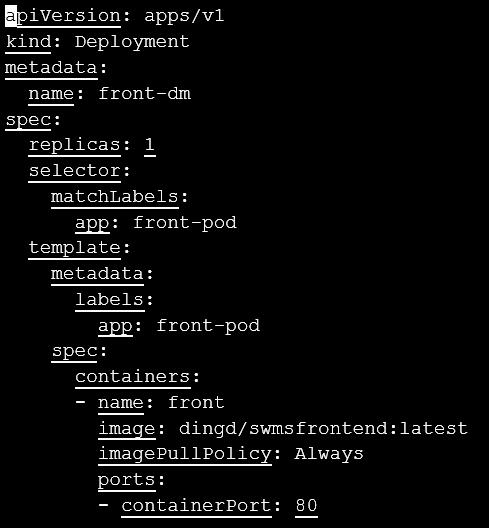 apiVersion: apps/v1
kind: Deployment
metadata:
  name: front-dm
spec:
  replicas: 1
  selector:
    matchLabels:
      app: front-pod
  template:
    metadata:
      labels:
        app: front-pod
    spec:
      containers:
      - name: front
        image: dingd/swmsfrontend:latest
        imagePullPolicy: Always
        ports:
        - containerPort: 80